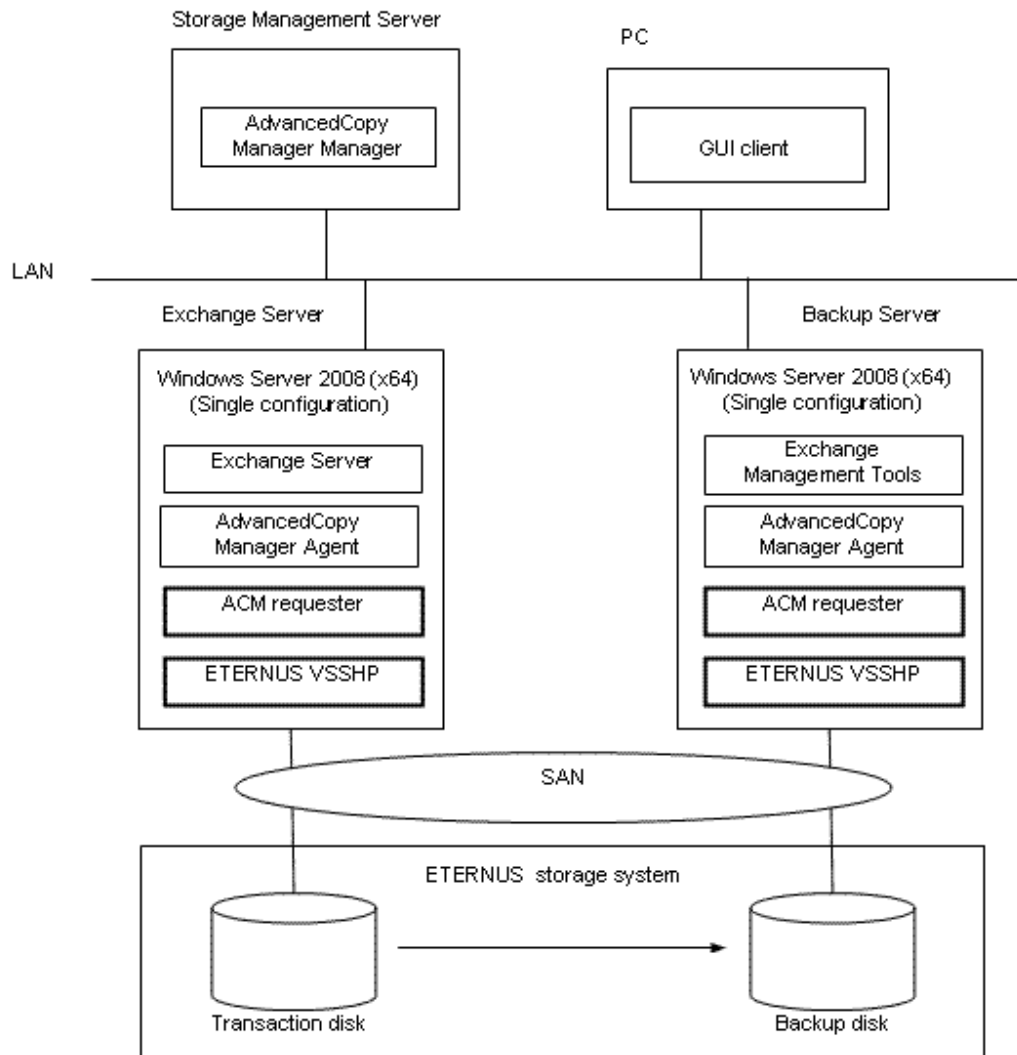 Storage Management Server
PC
AdvancedCopy
Manager Manager
GUI client
LAN
Exchange Server
Backup Server
Windows Server 2008 (x64)
(Single configuration)
Exchange Server
AdvancedCopy
Manager Agent
ACM requester
ETERNUS VSSHP
Windows Server 2008 (x64)
(Single configuration)
Exchange
Management Tools
AdvancedCopy
Manager Agent
ACM requester
ETERNUS VSSHP
SAN
ETERNUS storage system
Transaction disk
Backup disk